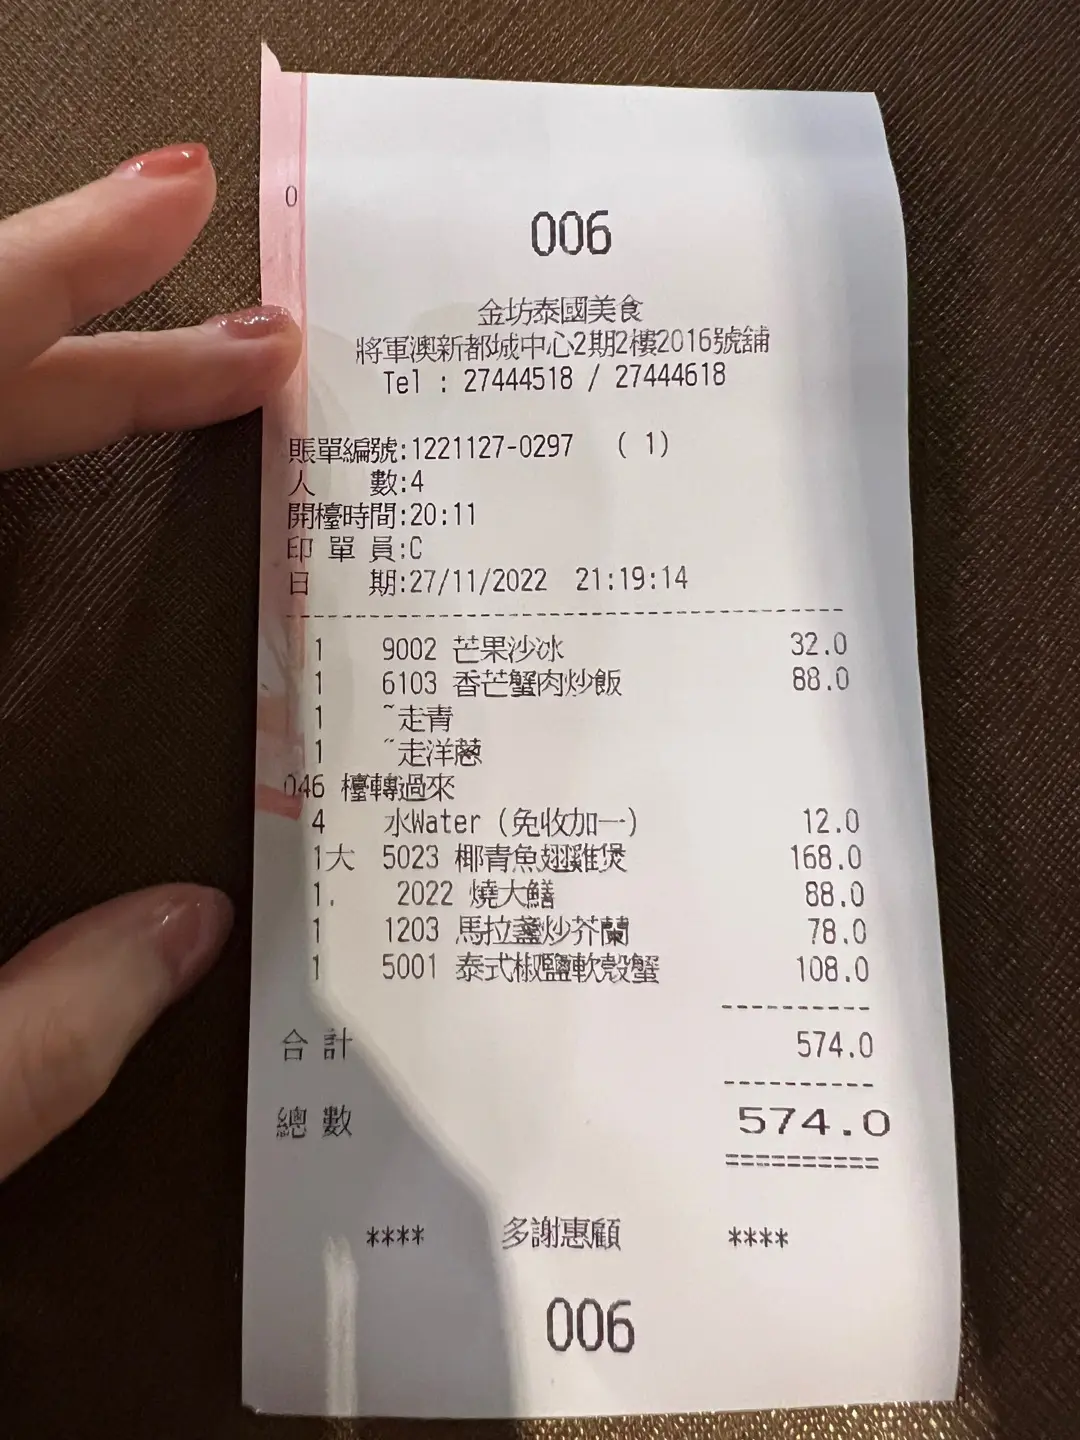 0
006
金坊泰國美食
將軍澳新都城中心2期2樓2016號舖
Tel : 27444518 / 27444618
賬單編號:1221127-0297 ( 1)
人 數:4
開檯時間:20:11
印 單 員:C
日 期:27/11/2022 21:19:14
1 9002 芒果沙冰 32.0
1 6103 香芒蟹肉炒飯 88.0
1 ~走青
1 ~走洋蔥
046 檯轉過來
4 水Water (免收加一) 12.0
1大 5023 椰青魚翅雞煲 168.0
1. 2022 燒大鱔 88.0
1 1203 馬拉盞炒芥蘭 78.0
1 5001 泰式椒鹽軟殼蟹 108.0
合 計 574.0
總 數 574.0
**** 多謝惠顧 ****
006